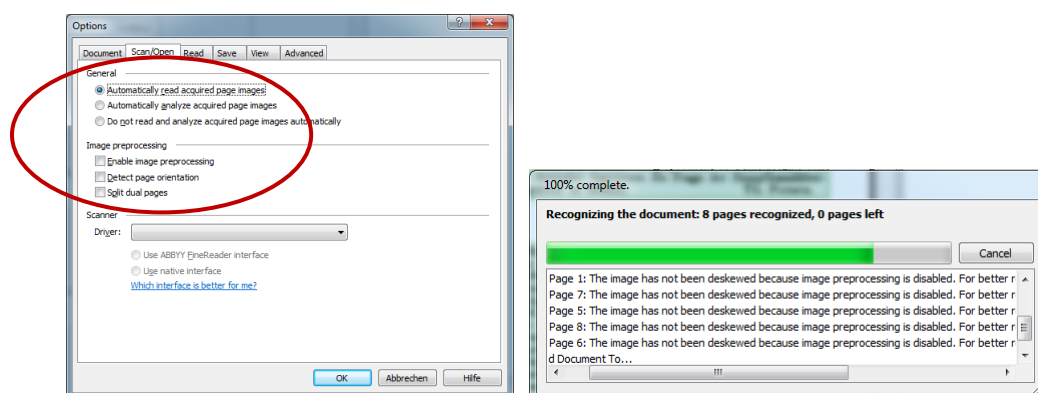 Options
Document Scan/Open Read Save View Advanced
General
Automatically read acquired page images
Automatically analyze acquired page images
Do not read and analyze acquired page images automatically
Image preprocessing
Enable image preprocessing
Detect page orientation
Split dual pages
Scanner
Driver:
Use ABBYY FineReader interface
Use native interface
Which interface is better for me?
OK Abbrechen Hilfe
100% complete.
Recognizing the document: 8 pages recognized, 0 pages left
Cancel
Page 1: The image has not been deskewed because image preprocessing is disabled. For better r
Page 7: The image has not been deskewed because image preprocessing is disabled. For better r
Page 5: The image has not been deskewed because image preprocessing is disabled. For better r
Page 8: The image has not been deskewed because image preprocessing is disabled. For better r
Page 6: The image has not been deskewed because image preprocessing is disabled. For better r
d Document To...